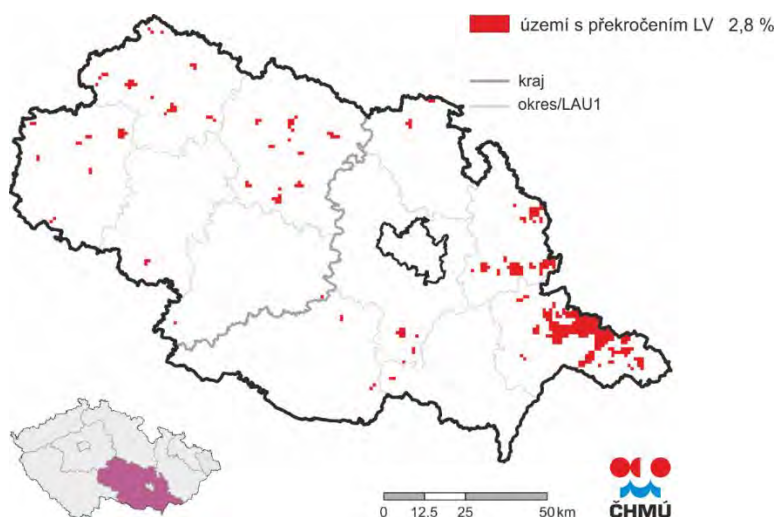 území s překročením LV 2,8 %
kraj
okres/LAU1
0 12.5 25 50 km
ČHMÚ